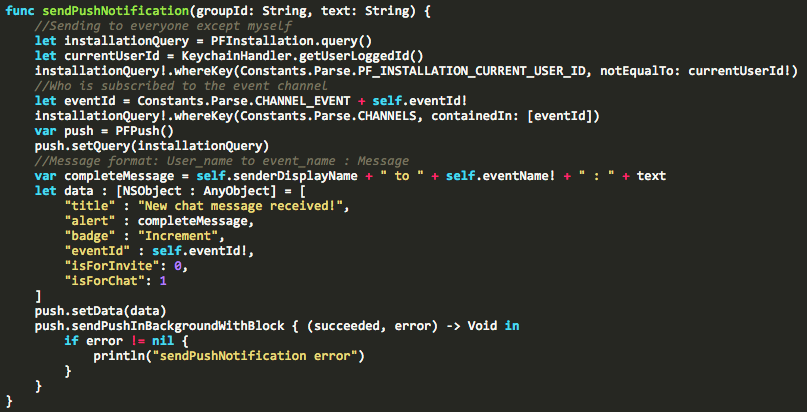 func sendPushNotification(groupId: String, text: String) {
    //Sending to everyone except myself
    let installationQuery = PFInstallation.query()
    let currentUserId = KeychainHandler.getUserLoggedId()
    installationQuery!.whereKey(Constants.Parse.PF_INSTALLATION_CURRENT_USER_ID, notEqualTo: currentUserId!)
    //Who is subscribed to the event channel
    let eventId = Constants.Parse.CHANNEL_EVENT + self.eventId!
    installationQuery!.whereKey(Constants.Parse.CHANNELS, containedIn: [eventId])
    var push = PFPush()
    push.setQuery(installationQuery)
    //Message format: User_name to event_name : Message
    var completeMessage = self.senderDisplayName + " to " + self.eventName! + " : " + text
    let data : [NSObject : AnyObject] = [
        "title" : "New chat message received!",
        "alert" : completeMessage,
        "badge" : "Increment",
        "eventId" : self.eventId!,
        "isForInvite": 0,
        "isForChat": 1
    ]
    push.setData(data)
    push.sendPushInBackgroundWithBlock { (succeeded, error) -> Void in
        if error != nil {
            println("sendPushNotification error")
        }
    }
}